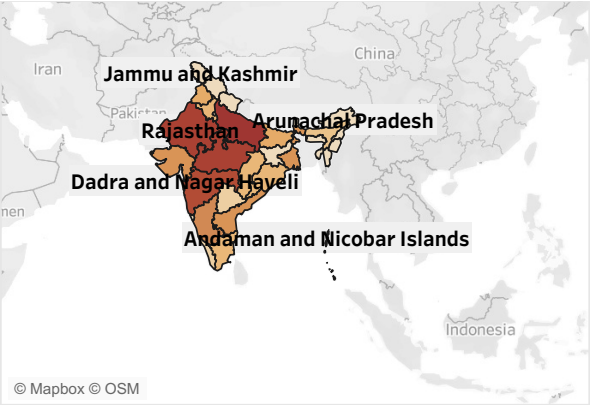 Iran
China
Jammu and Kashmir
Pakistan
Arunachal Pradesh
Rajasthan
Dadra and Nagar Haveli
Andaman and Nicobar Islands
Indonesia
© Mapbox © OSM